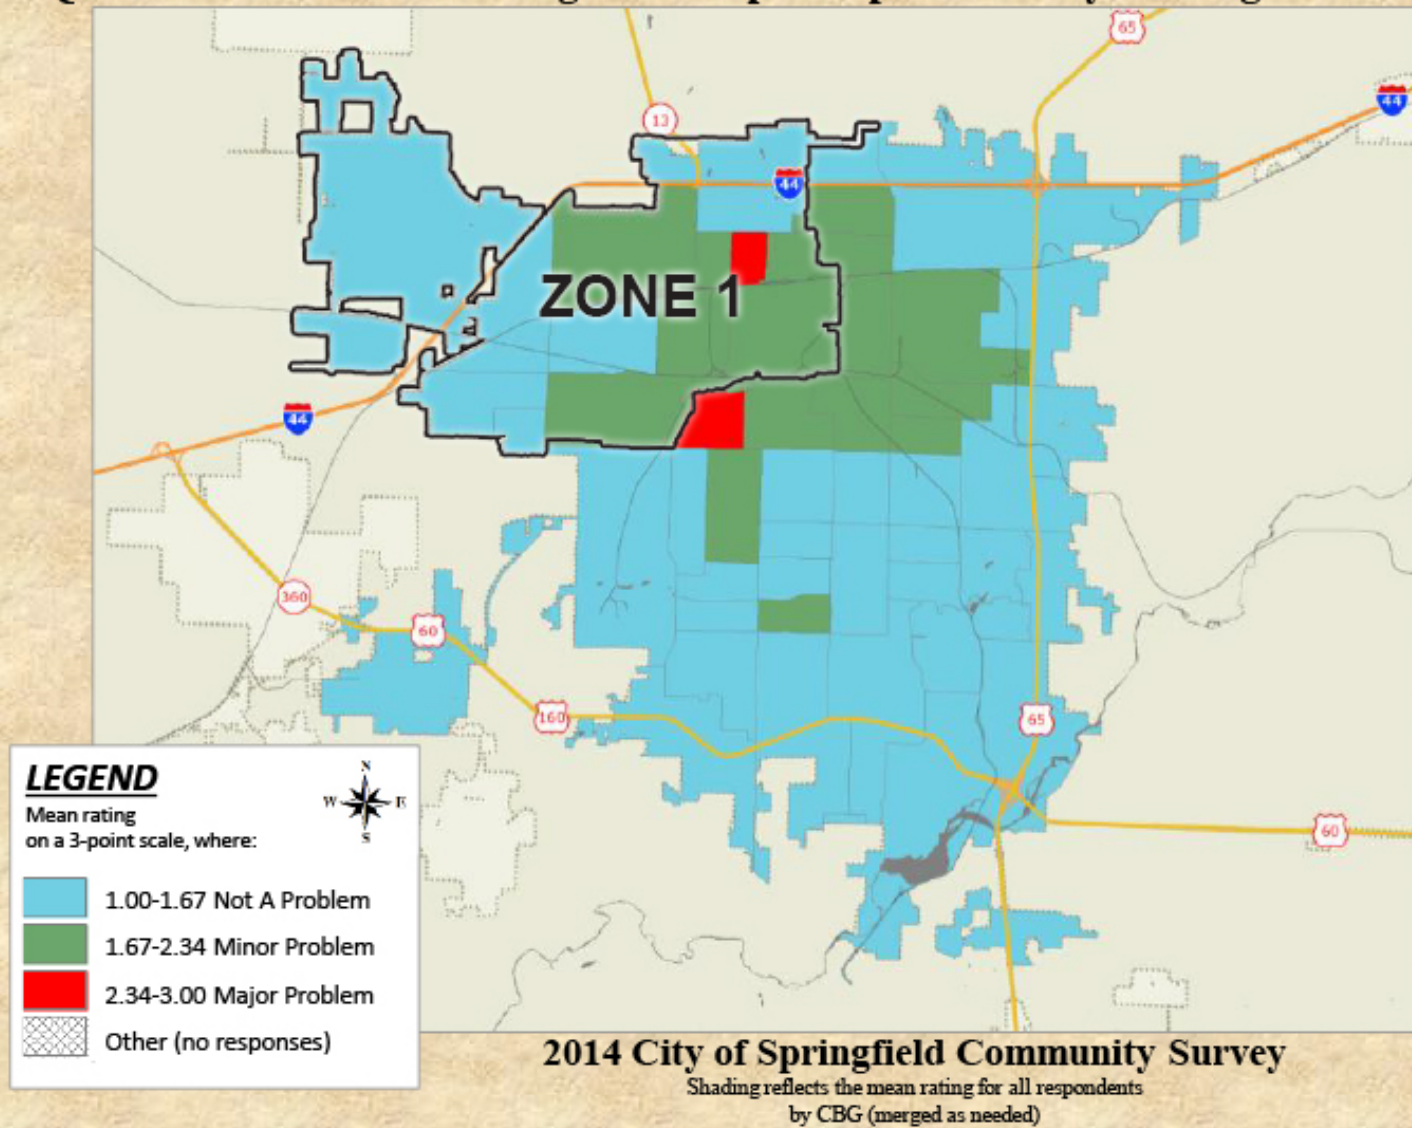 65
44
13
44
ZONE 1
44
360
60
160
65
60
LEGEND
Mean rating
on a 3-point scale, where:
N
W E
S
1.00-1.67 Not A Problem
1.67-2.34 Minor Problem
2.34-3.00 Major Problem
Other (no responses)
2014 City of Springfield Community Survey
Shading reflects the mean rating for all respondents
by CBG (merged as needed)